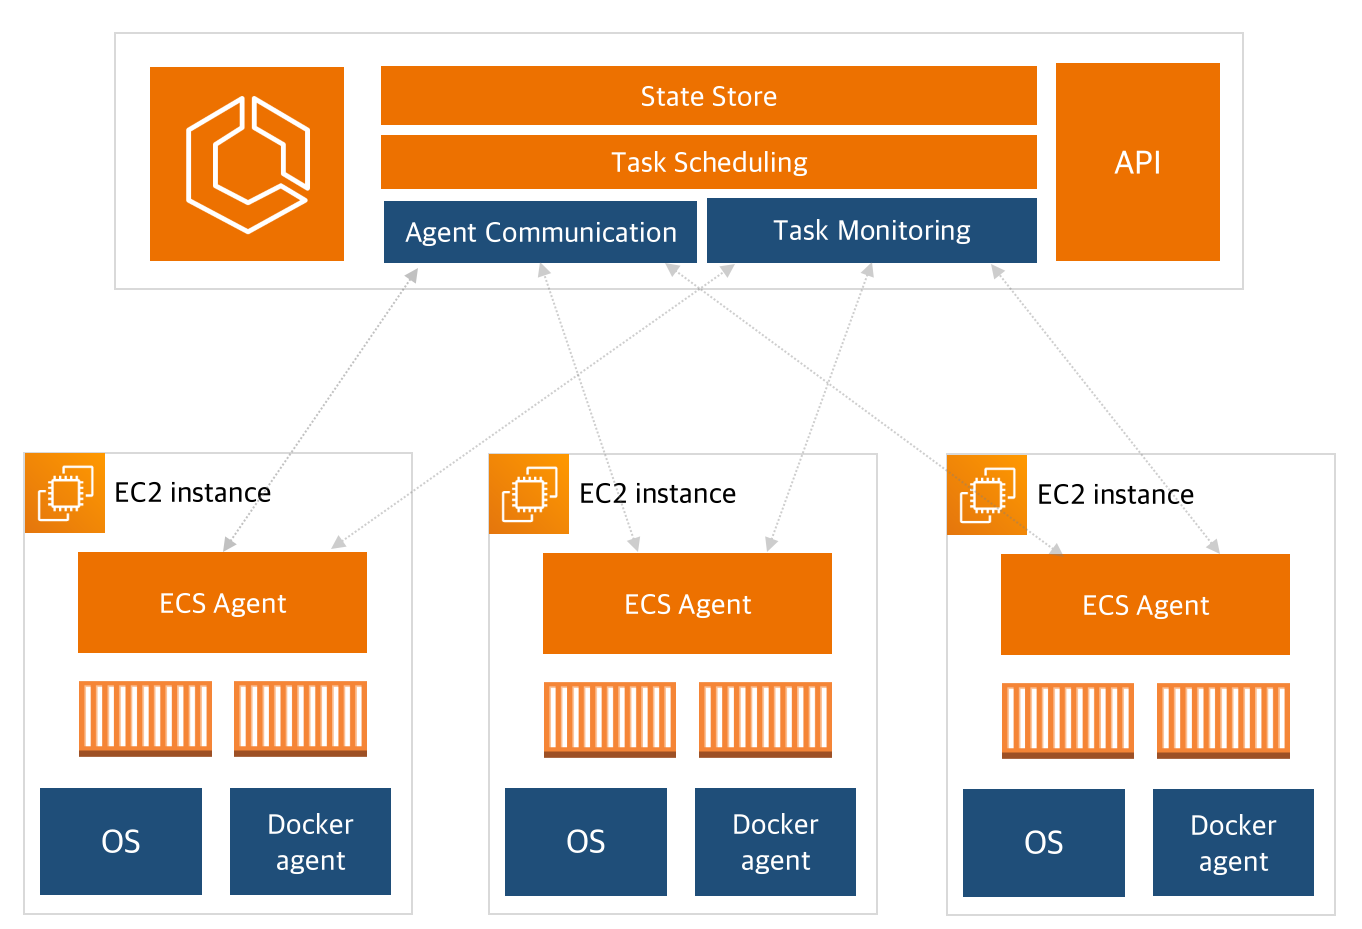 State Store
Task Scheduling
API
Agent Communication
Task Monitoring
EC2 instance
ECS Agent
OS
Docker
agent
EC2 instance
ECS Agent
OS
Docker
agent
EC2 instance
ECS Agent
OS
Docker
agent